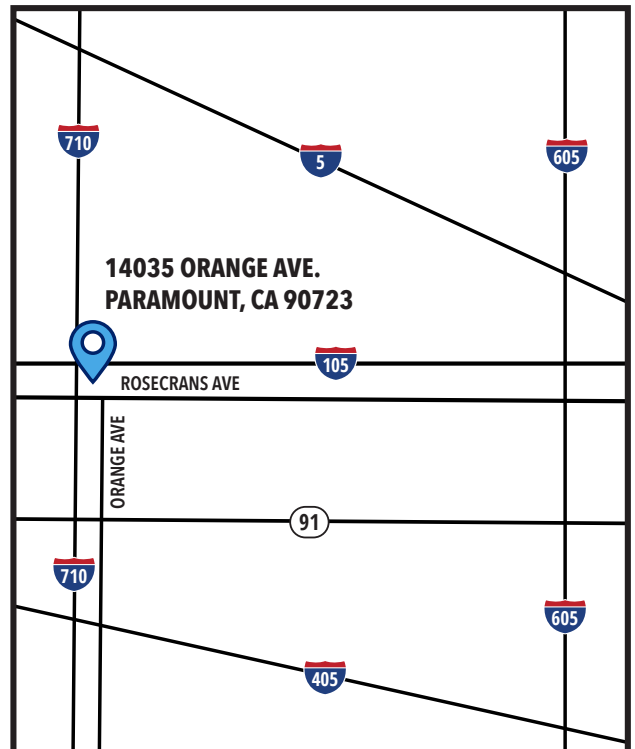 710
5
605
14035 ORANGE AVE.
PARAMOUNT, CA 90723
105
ROSECRANS AVE
ORANGE AVE
91
710
605
405